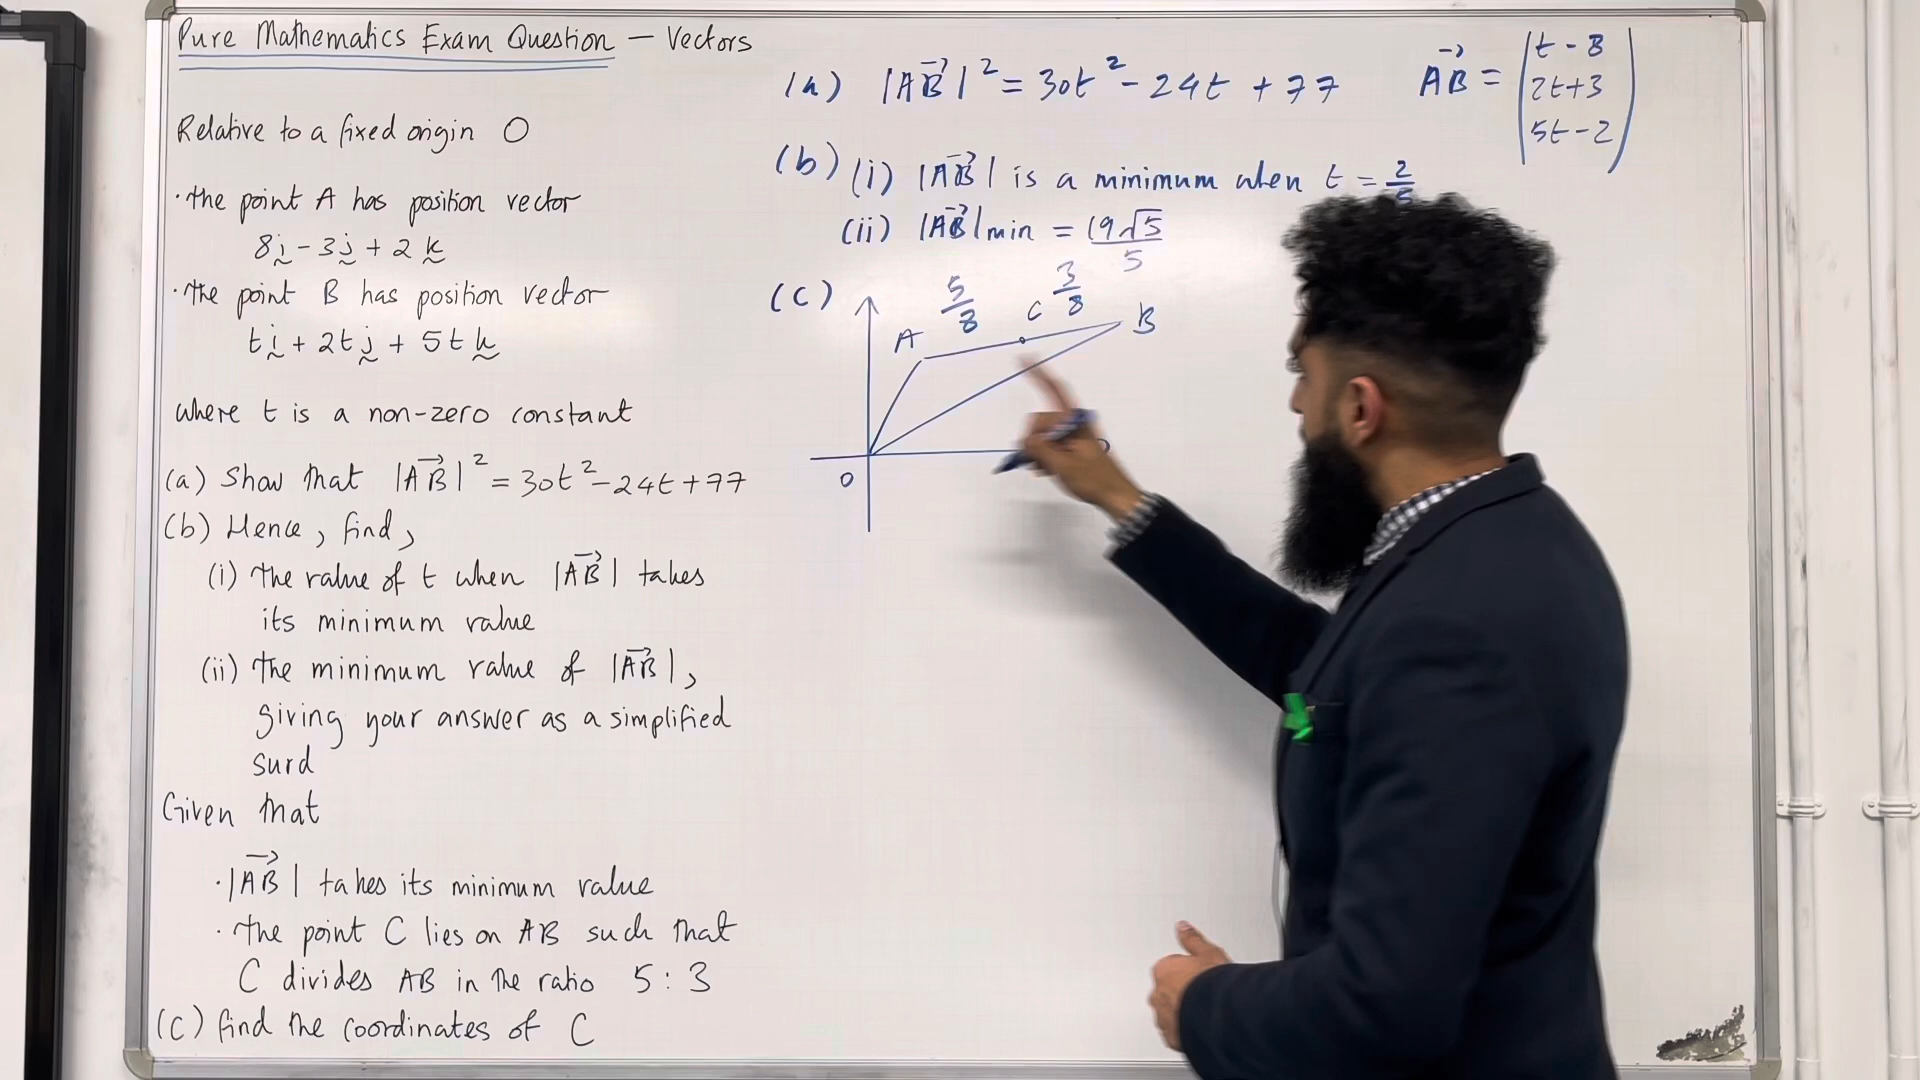 Pure Mathematics Exam Question — Vectors
Relative to a fixed origin O
· the point A has position vector
8i - 3j + 2k
· the point B has position vector
ti + 2tj + 5tk
where t is a non-zero constant
(a) Show that |AB|² = 30t² - 24t + 77
(b) Hence, find,
(i) the value of t when |AB| takes
its minimum value
(ii) the minimum value of |AB|,
giving your answer as a simplified
surd
Given that
· |AB| takes its minimum value
· the point C lies on AB such that
C divides AB in the ratio 5 : 3
(c) find the coordinates of C
(a) |AB|² = 30t² - 24t + 77
AB = (t - 8
2t + 3
5t - 2)
(b) (i) |AB| is a minimum when t = 2/5
(ii) |AB| min = 19√5/5
(c)
5/8 C 3/8
A B
O